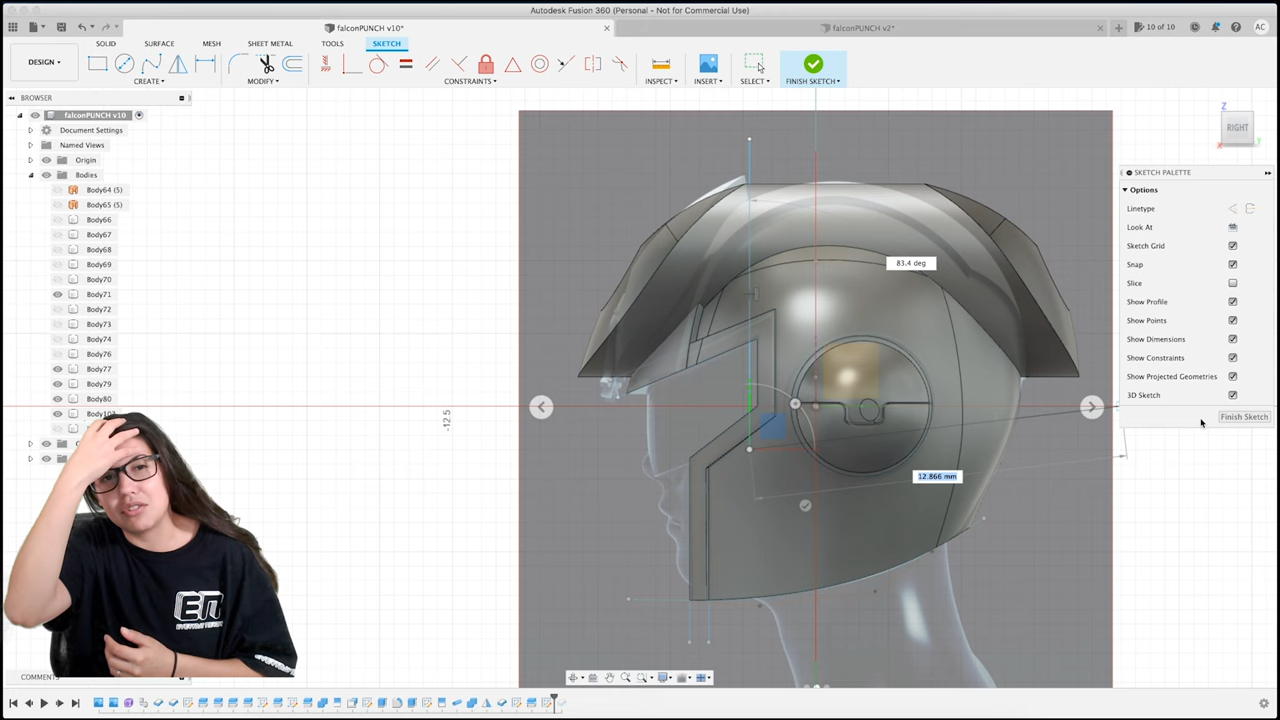 Autodesk Fusion 360 (Personal - Not for Commercial Use)
falconPUNCH v10*
falconPUNCH v2*
10 of 10
AC
DESIGN
SOLID
SURFACE
MESH
SHEET METAL
TOOLS
SKETCH
CREATE
MODIFY
CONSTRAINTS
INSPECT
INSERT
SELECT
FINISH SKETCH
BROWSER
falconPUNCH v10
Document Settings
Named Views
Origin
Bodies
Body64 (5)
Body65 (5)
Body66
Body67
Body68
Body69
Body70
Body71
Body72
Body73
Body74
Body76
Body77
Body79
Body80
COMMENTS
Z
RIGHT
X
Y
83.4 deg
-12.5
12.866 mm
SKETCH PALETTE
Options
Linetype
Look At
Sketch Grid
Snap
Slice
Show Profile
Show Points
Show Dimensions
Show Constraints
Show Projected Geometries
3D Sketch
Finish Sketch
EN